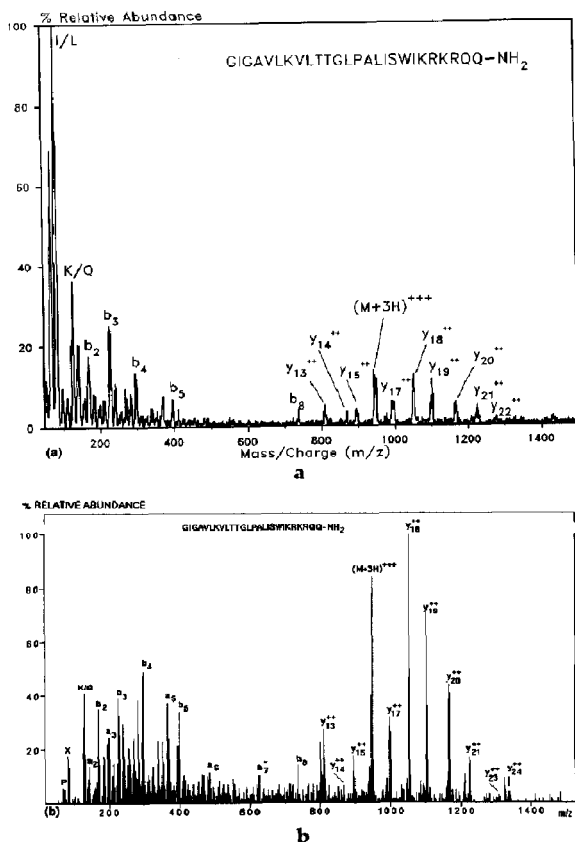 % Relative Abundance
100
I/L
GIGAVLKVLTTGLPALISWIKRKRQQ-NH2
80
60
40
K/Q
(M+3H)+++
b3
y14++
y18++
20
b2
y13++
y15++
y20++
b4
y17++
y19++
b5
y21++
b8
y22++
0
(a)
200 400 600 800 1000 1200 1400
Mass/Charge (m/z)
a
% RELATIVE ABUNDANCE
GIGAVLKVLTTGLPALISWIKRKRQQ-NH2
y18++
100
(M+3H)+++
80
y19++
60
b4
K/Q
b3
a5
y20++
40
b2
b5
y13++
y17++
a3
X
20
a2
y15++
y21++
P
a6
a7
b8
y14++
y23++
y24++
(b)
200 400 600 800 1000 1200 1400
m/z
b